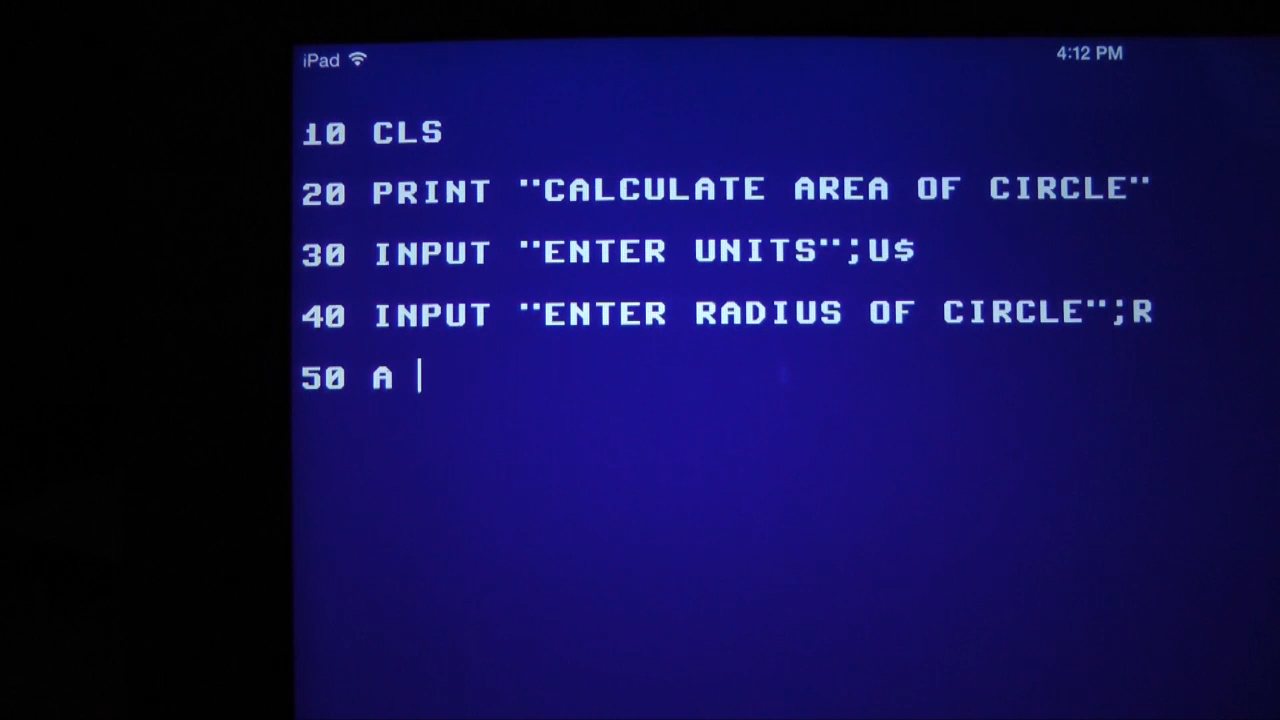 iPad 4:12 PM
10 CLS
20 PRINT "CALCULATE AREA OF CIRCLE"
30 INPUT "ENTER UNITS";U$
40 INPUT "ENTER RADIUS OF CIRCLE";R
50 A